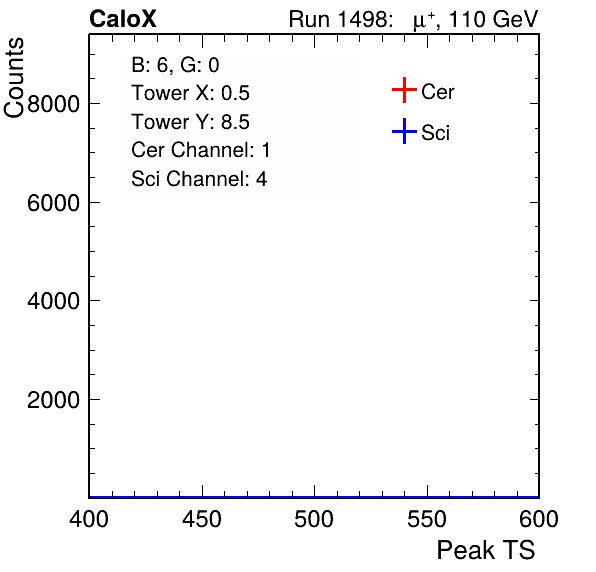 CaloX Run 1498: μ⁺, 110 GeV
Counts
B: 6, G: 0
Tower X: 0.5
Tower Y: 8.5
Cer Channel: 1
Sci Channel: 4
Cer
Sci
8000
6000
4000
2000
400 450 500 550 600
Peak TS